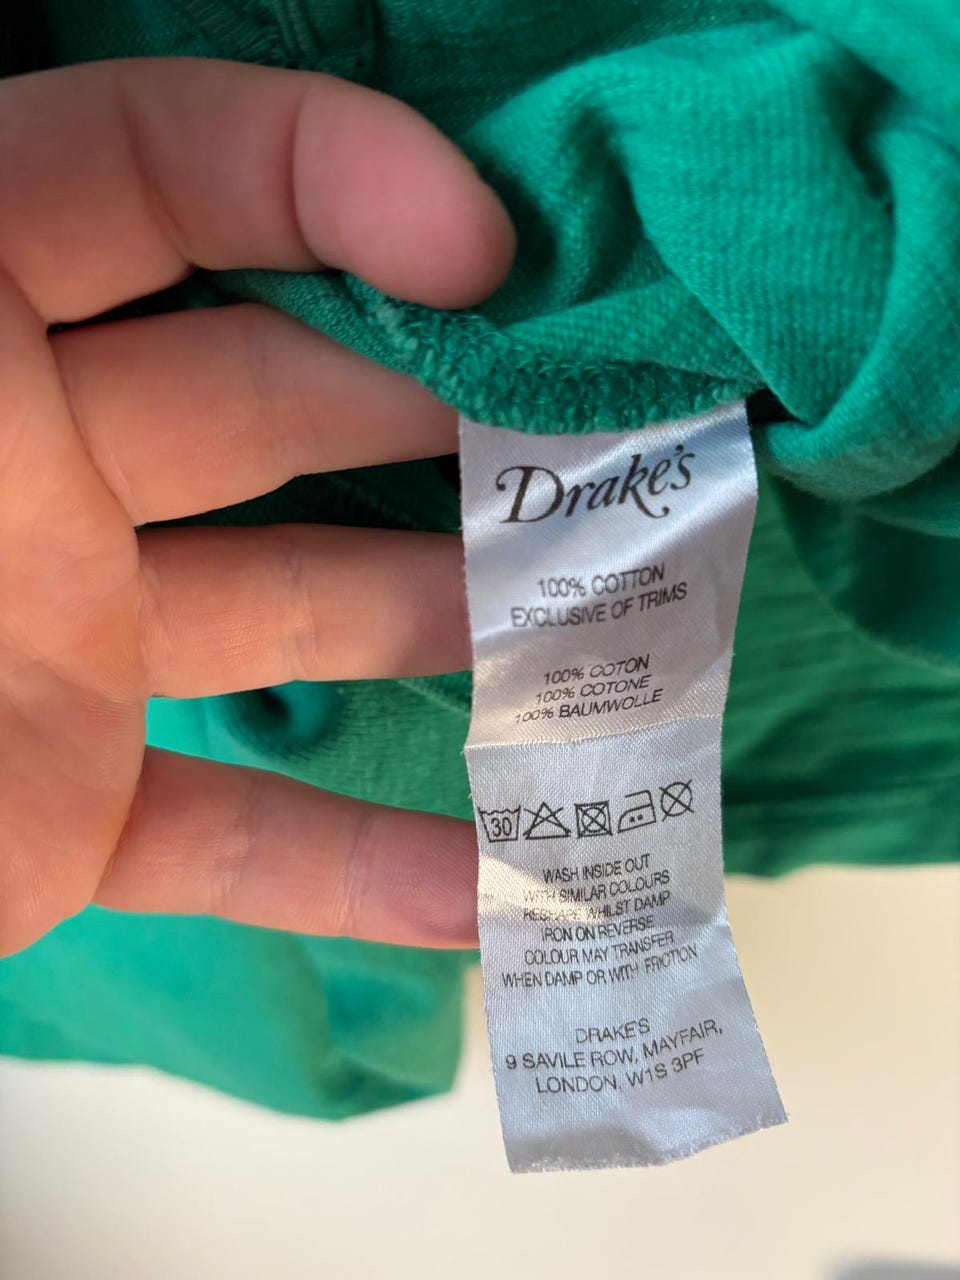 Drake's
100% COTTON
EXCLUSIVE OF TRIMS
100% COTON
100% COTONE
100% BAUMWOLLE
30
WASH INSIDE OUT
WITH SIMILAR COLOURS
RESHAPE WHILST DAMP
IRON ON REVERSE
COLOUR MAY TRANSFER
WHEN DAMP OR WITH FRICTION
DRAKE'S
9 SAVILE ROW, MAYFAIR,
LONDON, W1S 3PF